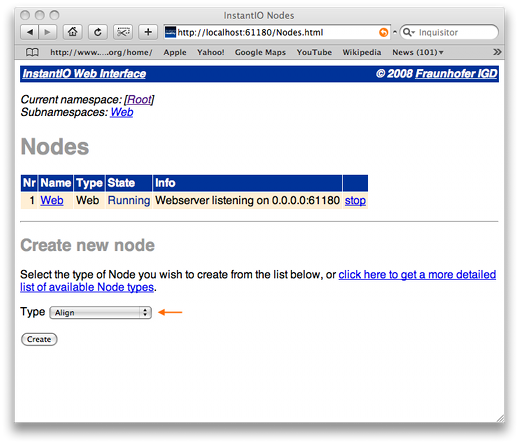 InstantIO Nodes
http://localhost:61180/Nodes.html
Inquisitor
http://www.....org/home/ Apple Yahoo! Google Maps YouTube Wikipedia News (101)
InstantIO Web Interface © 2008 Fraunhofer IGD
Current namespace: [Root]
Subnamespaces: Web
Nodes
Nr Name Type State Info
1 Web Web Running Webserver listening on 0.0.0.0:61180 stop
Create new node
Select the type of Node you wish to create from the list below, or click here to get a more detailed
list of available Node types.
Type Align
Create